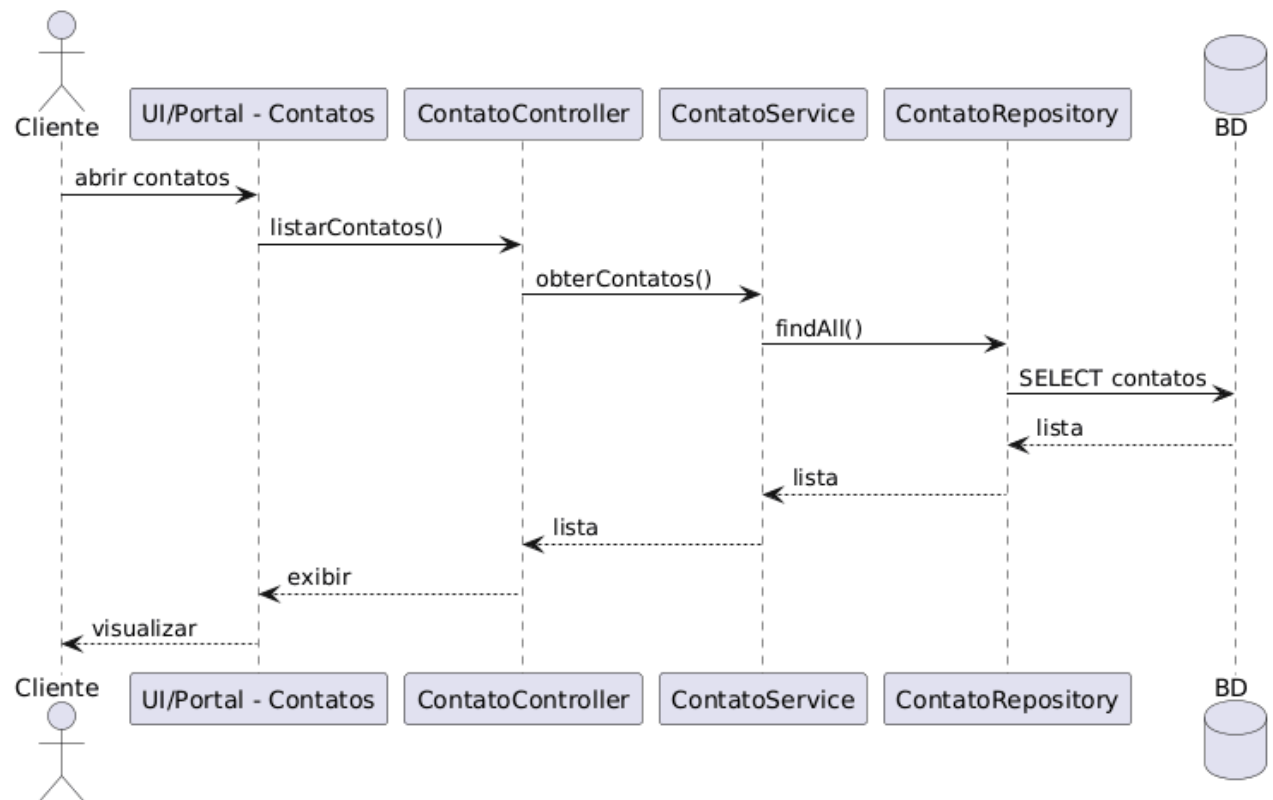 Cliente
UI/Portal - Contatos
ContatoController
ContatoService
ContatoRepository
BD
abrir contatos
listarContatos()
obterContatos()
findAll()
SELECT contatos
lista
lista
lista
exibir
visualizar
Cliente
UI/Portal - Contatos
ContatoController
ContatoService
ContatoRepository
BD